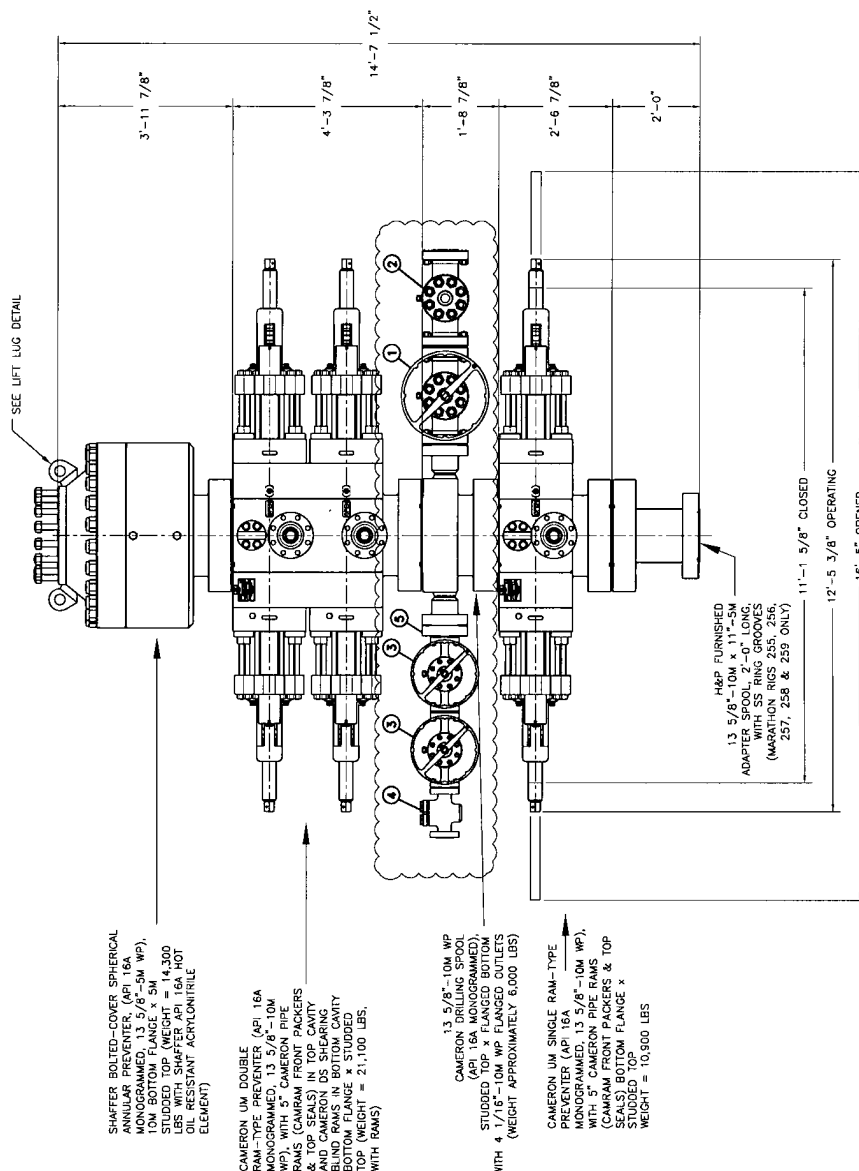 SEE LIFT LUG DETAIL
3'-11 7/8"
4'-3 7/8"
1'-8 7/8"
2'-6 7/8"
2'-0"
14'-7 1/2"
1
2
3
3
4
5
11'-1 5/8" CLOSED
12'-5 3/8" OPERATING
SHAFFER BOLTED-COVER SPHERICAL
ANNULAR PREVENTER, (API 16A
MONOGRAMMED, 13 5/8"-5M WP),
10M BOTTOM FLANGE x 5M
STUDDED TOP (WEIGHT = 14,300
LBS WITH SHAFFER API 16A HOT
OIL RESISTANT ACRYLONITRILE
ELEMENT)
CAMERON UM DOUBLE
RAM-TYPE PREVENTER (API 16A
MONOGRAMMED, 13 5/8"-10M
WP), WITH 5" CAMERON PIPE
RAMS (CAMRAM FRONT PACKERS
& TOP SEALS) IN TOP CAVITY
AND CAMERON DS SHEARING
BLIND RAMS IN BOTTOM CAVITY
BOTTOM FLANGE x STUDDED
TOP (WEIGHT = 21,100 LBS,
WITH RAMS)
13 5/8"-10M WP
CAMERON DRILLING SPOOL
(API 16A MONOGRAMMED),
STUDDED TOP x FLANGED BOTTOM
WITH 4 1/16"-10M WP FLANGED OUTLETS
(WEIGHT APPROXIMATELY 6,000 LBS)
CAMERON UM SINGLE RAM-TYPE
PREVENTER (API 16A
MONOGRAMMED, 13 5/8"-10M WP),
WITH 5" CAMERON PIPE RAMS
(CAMRAM FRONT PACKERS & TOP
SEALS) BOTTOM FLANGE x
STUDDED TOP
WEIGHT = 10,900 LBS
H&P FURNISHED
13 5/8"-10M x 11"-5M
ADAPTER SPOOL, 2'-0" LONG,
WITH SS RING GROOVES
(MARATHON RIGS 255, 256,
257, 258 & 259 ONLY)